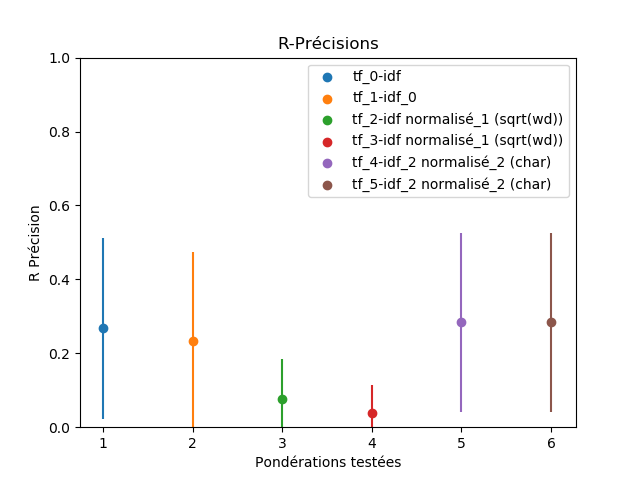 R-Précisions
1.0
0.8
0.6
0.4
0.2
0.0
R Précision
tf_0-idf
tf_1-idf_0
tf_2-idf normalisé_1 (sqrt(wd))
tf_3-idf normalisé_1 (sqrt(wd))
tf_4-idf_2 normalisé_2 (char)
tf_5-idf_2 normalisé_2 (char)
1 2 3 4 5 6
Pondérations testées